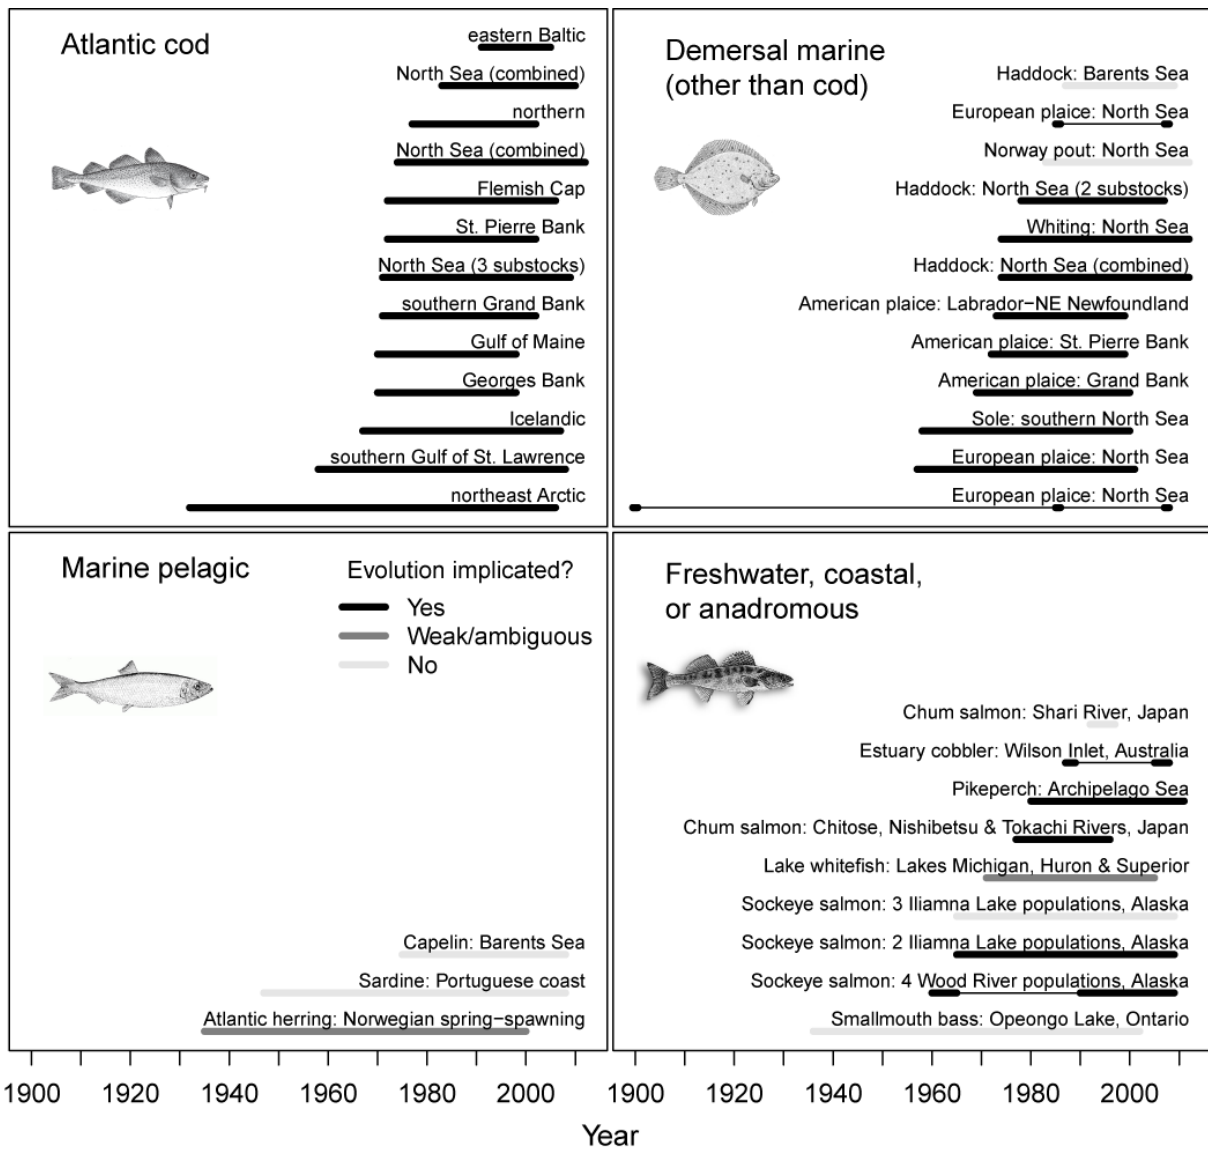 Atlantic cod
eastern Baltic
North Sea (combined)
northern
North Sea (combined)
Flemish Cap
St. Pierre Bank
North Sea (3 substocks)
southern Grand Bank
Gulf of Maine
Georges Bank
Icelandic
southern Gulf of St. Lawrence
northeast Arctic
Demersal marine
(other than cod)
Haddock: Barents Sea
European plaice: North Sea
Norway pout: North Sea
Haddock: North Sea (2 substocks)
Whiting: North Sea
Haddock: North Sea (combined)
American plaice: Labrador−NE Newfoundland
American plaice: St. Pierre Bank
American plaice: Grand Bank
Sole: southern North Sea
European plaice: North Sea
European plaice: North Sea
Marine pelagic
Evolution implicated?
Yes
Weak/ambiguous
No
Capelin: Barents Sea
Sardine: Portuguese coast
Atlantic herring: Norwegian spring−spawning
Freshwater, coastal,
or anadromous
Chum salmon: Shari River, Japan
Estuary cobbler: Wilson Inlet, Australia
Pikeperch: Archipelago Sea
Chum salmon: Chitose, Nishibetsu & Tokachi Rivers, Japan
Lake whitefish: Lakes Michigan, Huron & Superior
Sockeye salmon: 3 Iliamna Lake populations, Alaska
Sockeye salmon: 2 Iliamna Lake populations, Alaska
Sockeye salmon: 4 Wood River populations, Alaska
Smallmouth bass: Opeongo Lake, Ontario
1900 1920 1940 1960 1980 2000
1900 1920 1940 1960 1980 2000
Year